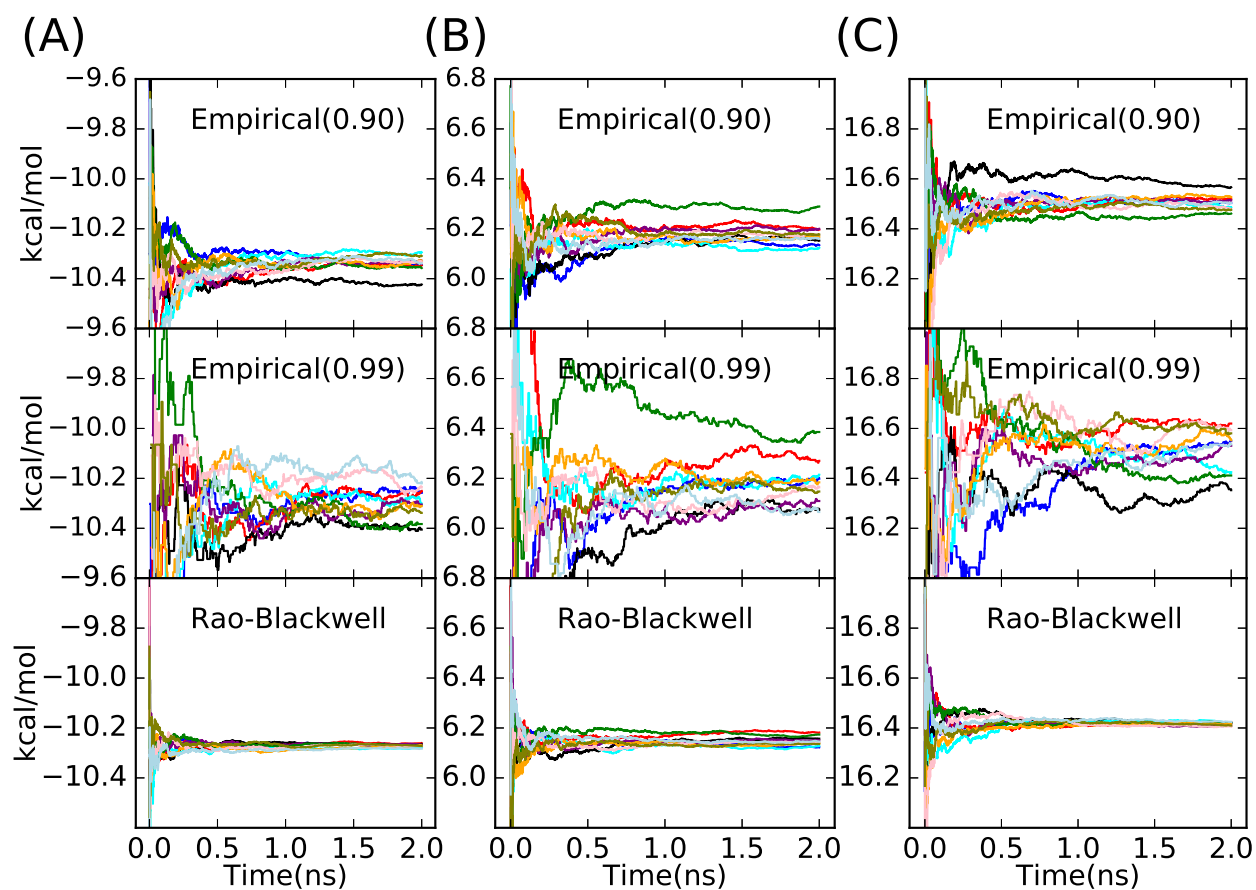 (A) (B) (C)
−9.6 6.8
Empirical(0.90) Empirical(0.90) Empirical(0.90)
−9.8 6.6 16.8
−10.0 6.4 16.6
kcal/mol
−10.2 6.2 16.4
−10.4 6.0 16.2
−9.6 6.8
Empirical(0.99) Empirical(0.99) Empirical(0.99)
−9.8 6.6 16.8
−10.0 6.4 16.6
kcal/mol
−10.2 6.2 16.4
−10.4 6.0 16.2
−9.6 6.8
Rao-Blackwell Rao-Blackwell Rao-Blackwell
−9.8 6.6 16.8
−10.0 6.4 16.6
kcal/mol
−10.2 6.2 16.4
−10.4 6.0 16.2
0.0 0.5 1.0 1.5 2.0 0.0 0.5 1.0 1.5 2.0 0.0 0.5 1.0 1.5 2.0
Time(ns) Time(ns) Time(ns)